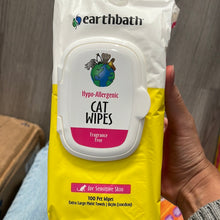 earthbath®
Hypo-Allergenic
CAT
WIPES
Fragrance
Free
for Sensitive Skin
100 Pet Wipes